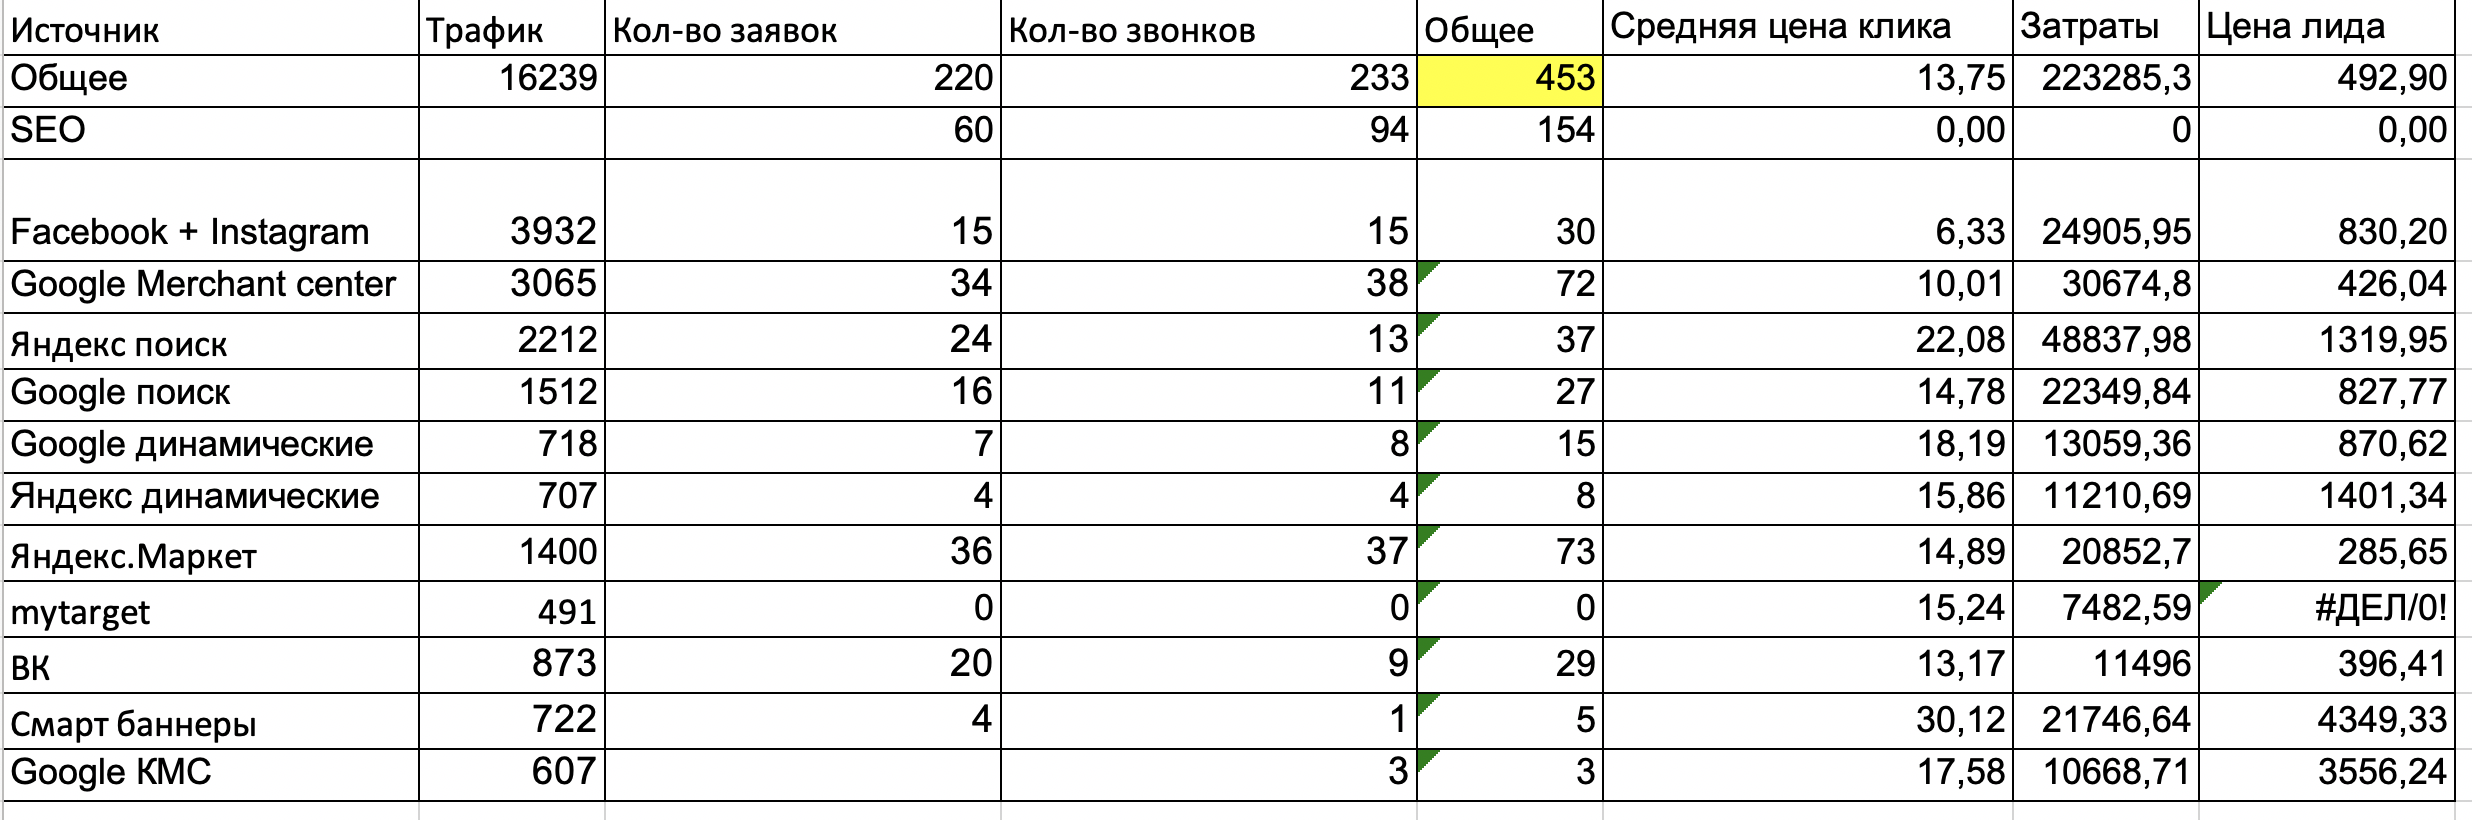 Источник Трафик Кол-во заявок Кол-во звонков Общее Средняя цена клика Затраты Цена лида
Общее 16239 220 233 453 13,75 223285,3 492,90
SEO 60 94 154 0,00 0 0,00
Facebook + Instagram 3932 15 15 30 6,33 24905,95 830,20
Google Merchant center 3065 34 38 72 10,01 30674,8 426,04
Яндекс поиск 2212 24 13 37 22,08 48837,98 1319,95
Google поиск 1512 16 11 27 14,78 22349,84 827,77
Google динамические 718 7 8 15 18,19 13059,36 870,62
Яндекс динамические 707 4 4 8 15,86 11210,69 1401,34
Яндекс.Маркет 1400 36 37 73 14,89 20852,7 285,65
mytarget 491 0 0 0 15,24 7482,59 #ДЕЛ/0!
ВК 873 20 9 29 13,17 11496 396,41
Смарт баннеры 722 4 1 5 30,12 21746,64 4349,33
Google КМС 607 3 3 17,58 10668,71 3556,24